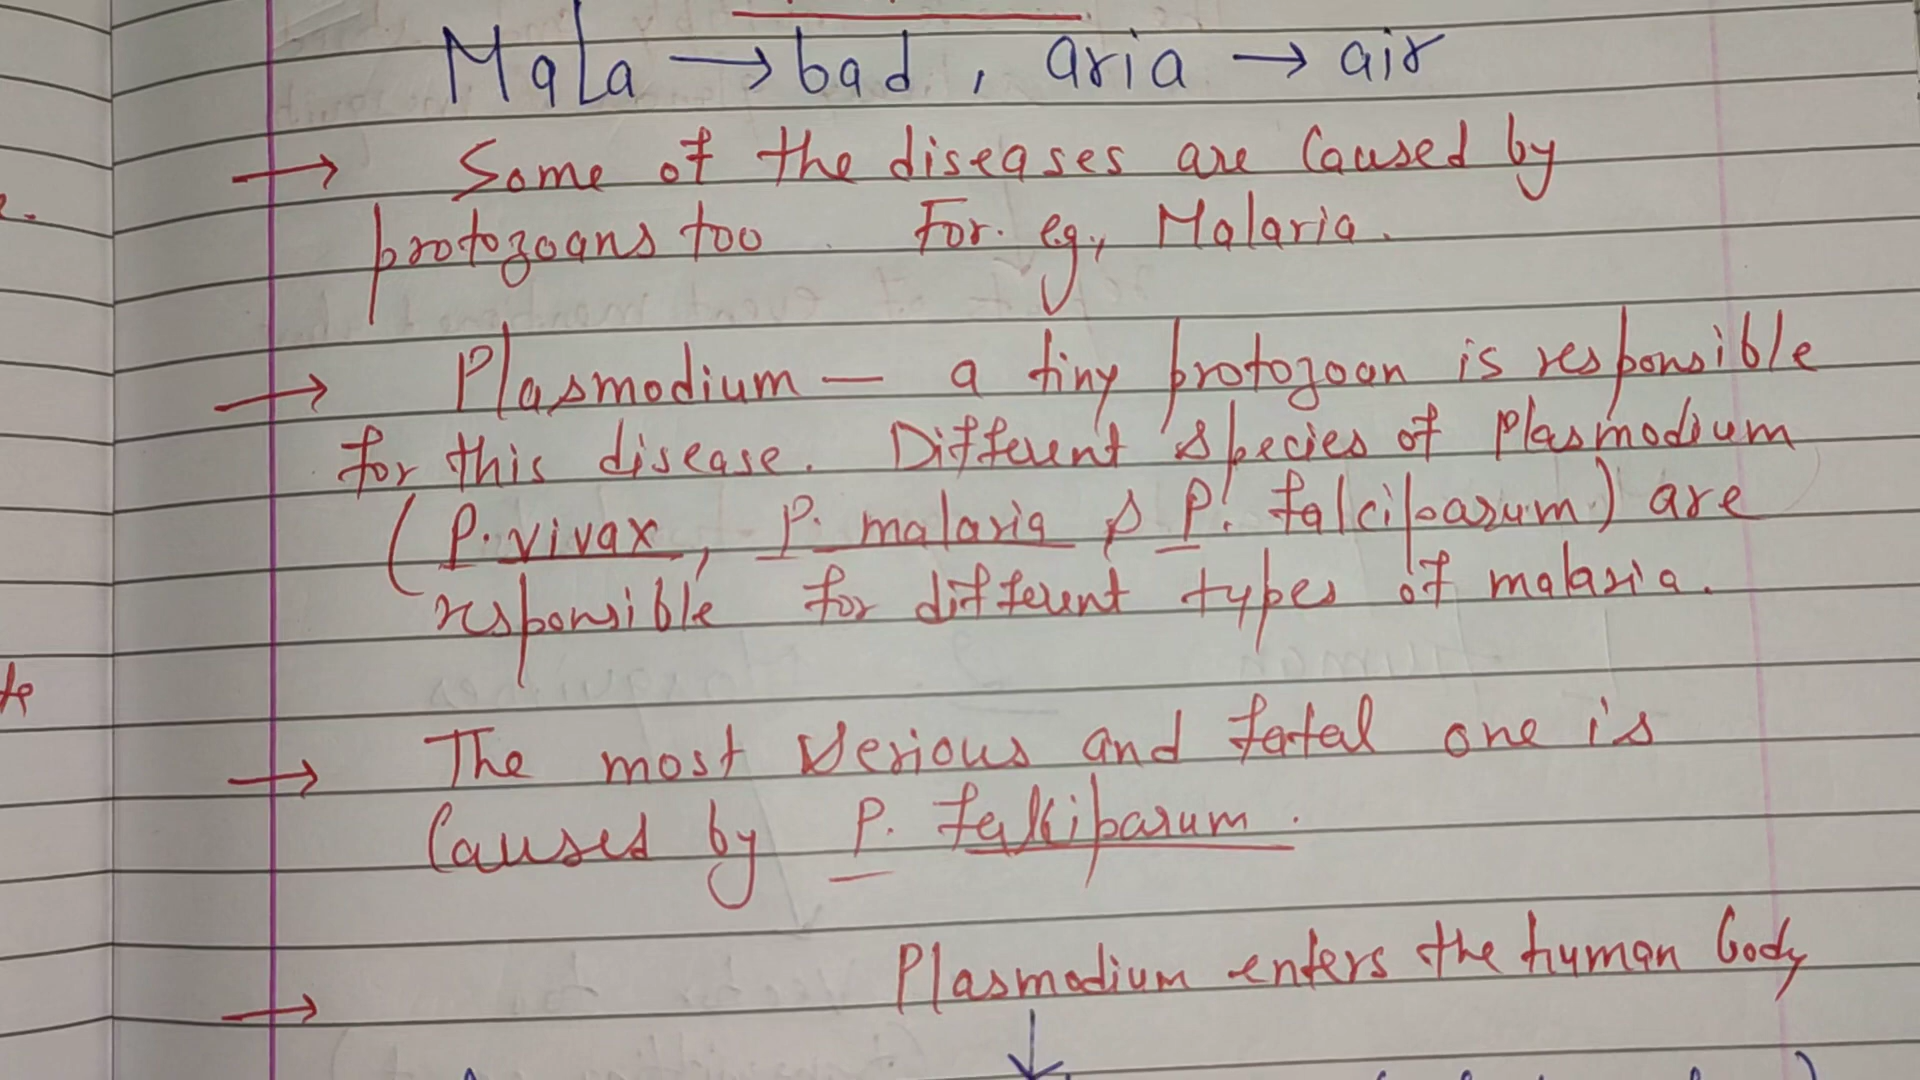 Mala → bad, aria → air
→ Some of the diseases are Caused by
protozoans too. For. eg., Malaria.
→ Plasmodium — a tiny protozoan is responsible
for this disease. Different species of Plasmodium
(P. vivax, P. malaria & P. falciparum) are
responsible for different types of malaria.
→ The most serious and fatal one is
Caused by P. falciparum.
→ Plasmodium enters the human body
↓